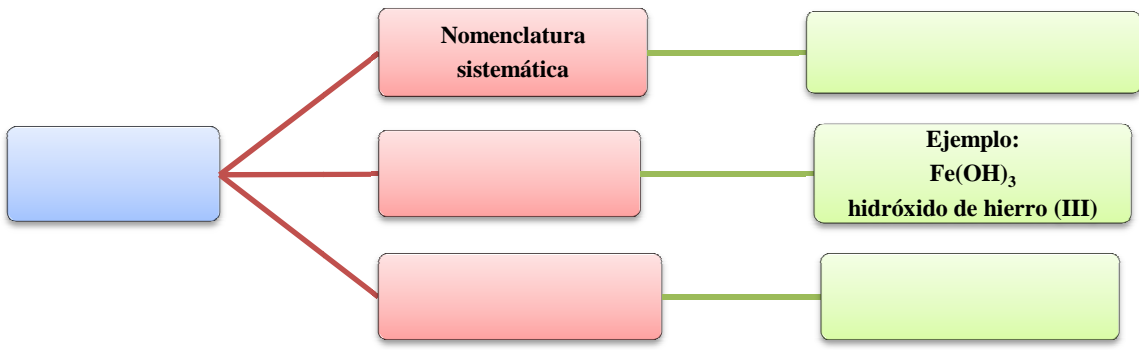 Nomenclatura
sistemática
Ejemplo:
Fe(OH)₃
hidróxido de hierro (III)